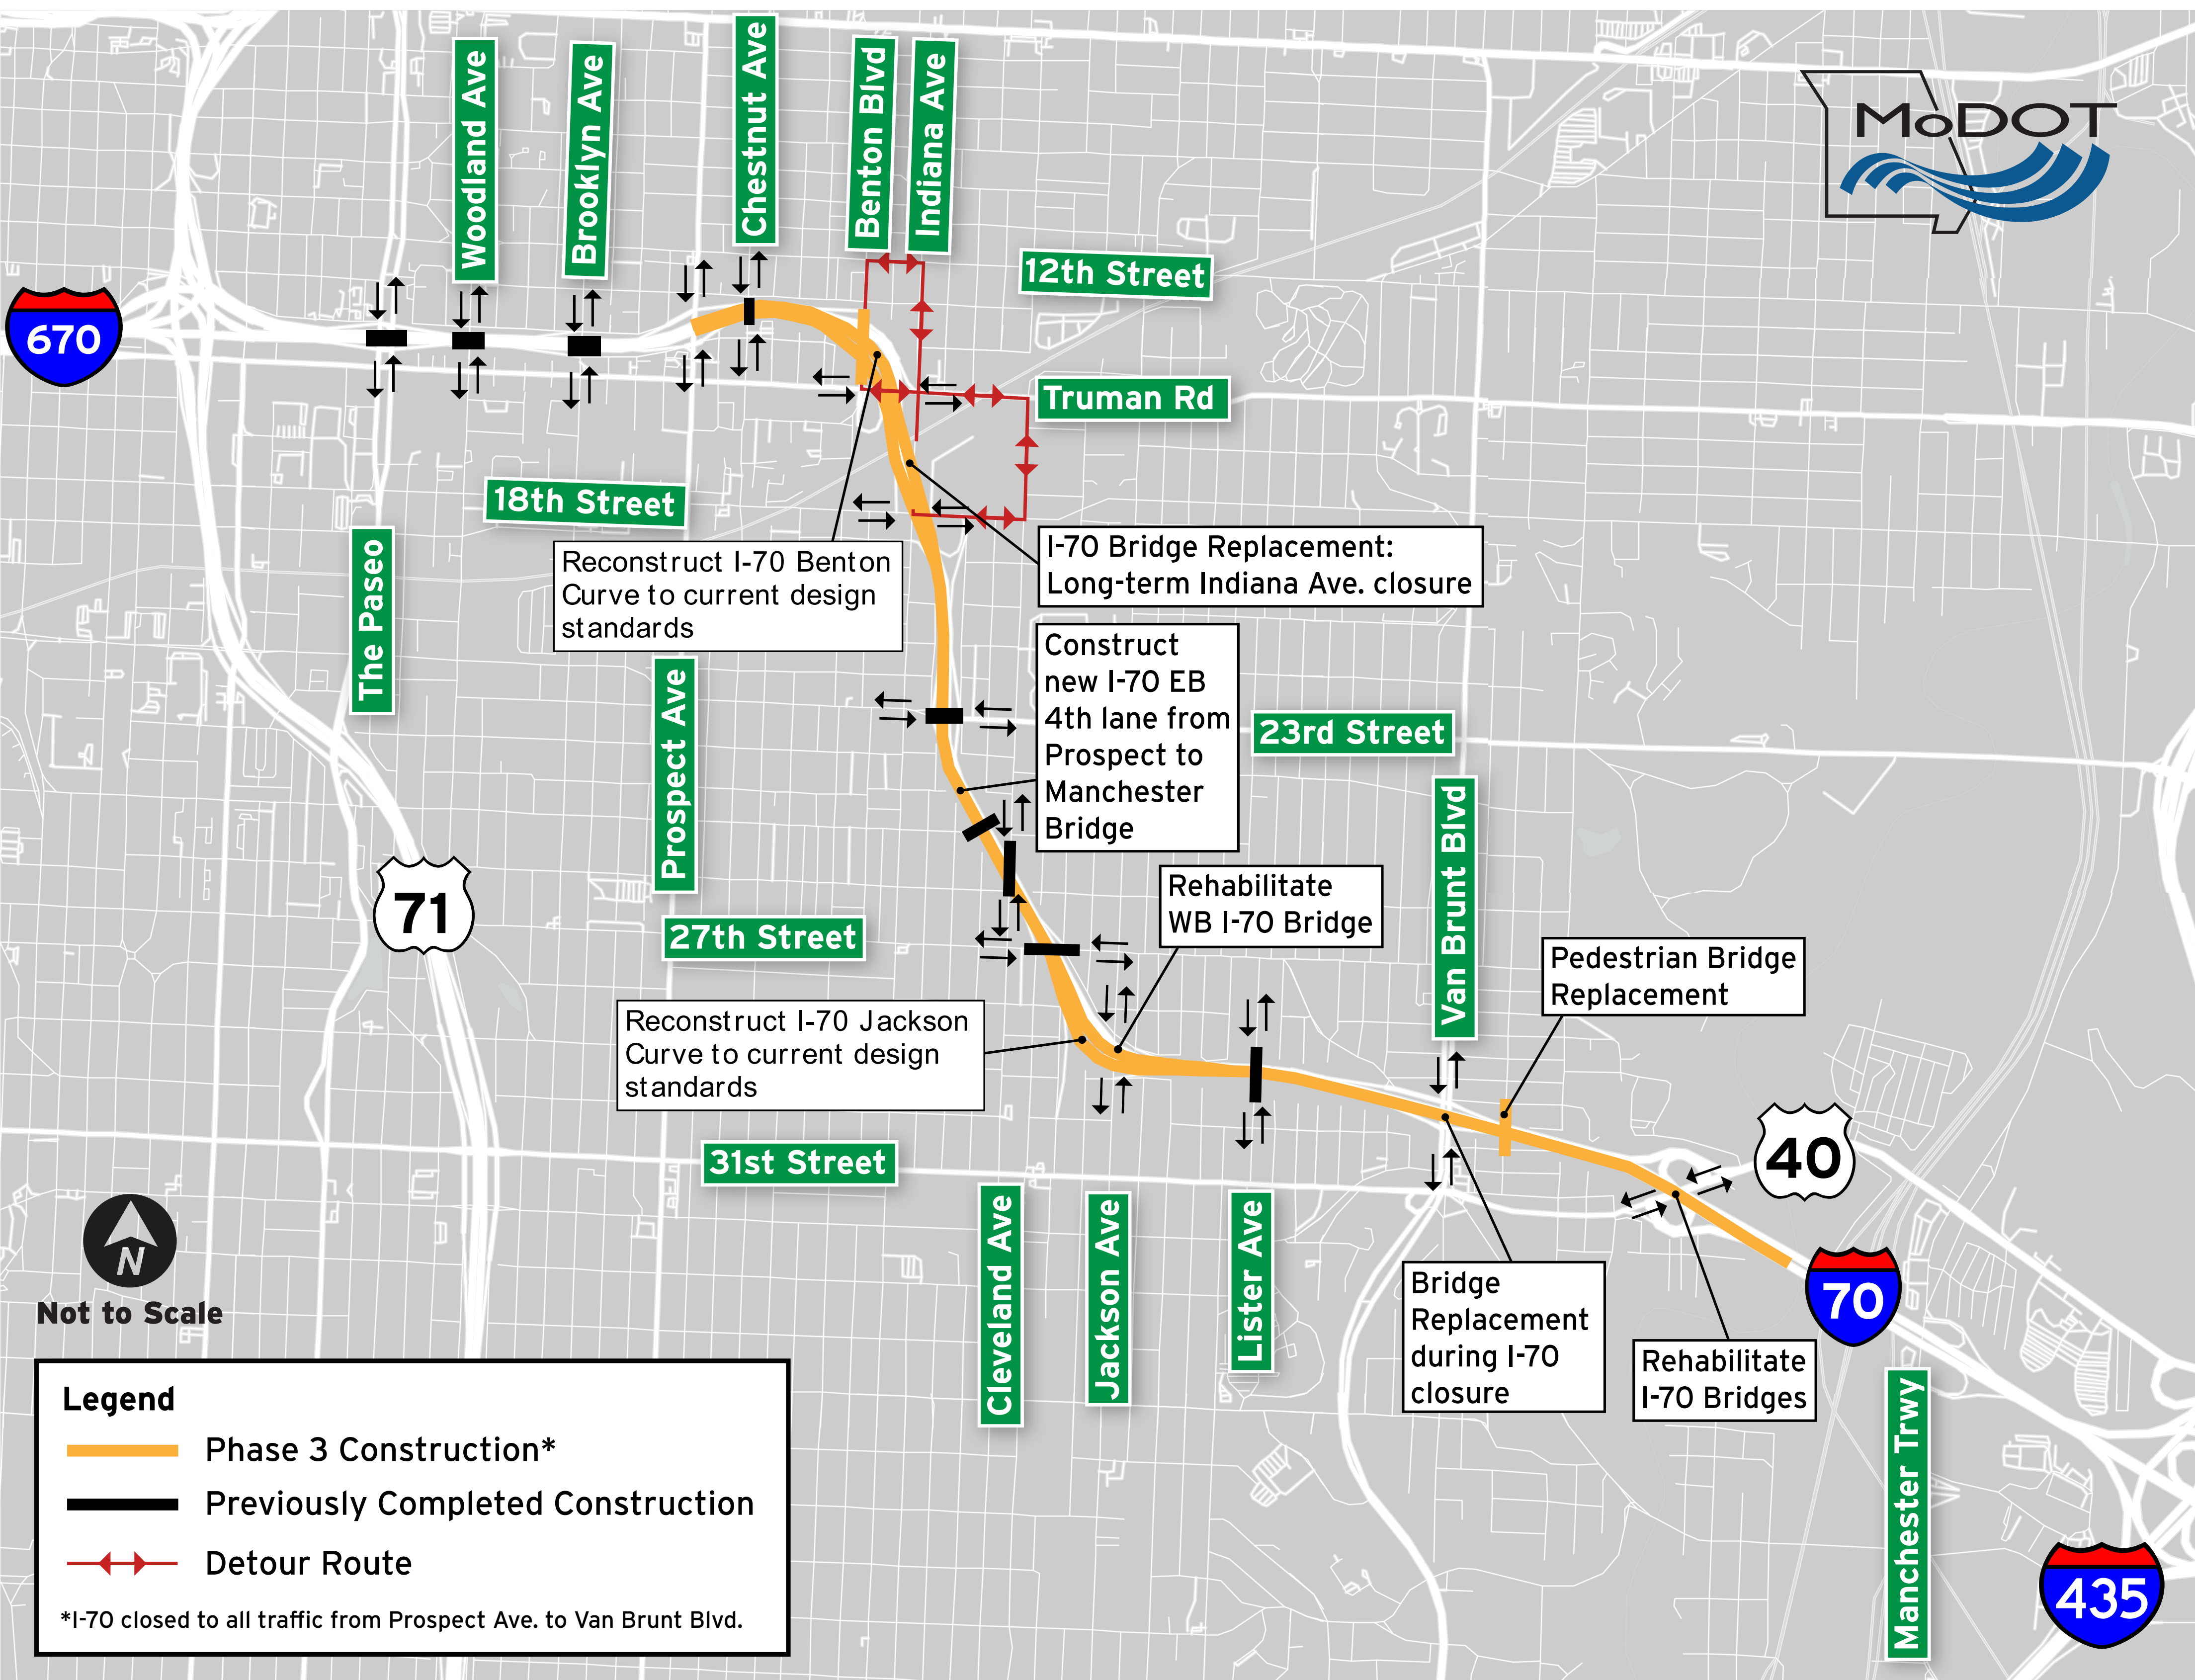 Woodland Ave
Brooklyn Ave
Chestnut Ave
Benton Blvd
Indiana Ave
MoDOT
12th Street
670
Truman Rd
18th Street
The Paseo
Reconstruct I-70 Benton
Curve to current design
standards
I-70 Bridge Replacement:
Long-term Indiana Ave. closure
Construct
new I-70 EB
4th lane from
Prospect to
Manchester
Bridge
Prospect Ave
23rd Street
Van Brunt Blvd
71
27th Street
Rehabilitate
WB I-70 Bridge
Pedestrian Bridge
Replacement
Reconstruct I-70 Jackson
Curve to current design
standards
31st Street
40
Cleveland Ave
Jackson Ave
Lister Ave
N
Not to Scale
Bridge
Replacement
during I-70
closure
70
Rehabilitate
I-70 Bridges
Manchester Trwy
435
Legend
Phase 3 Construction*
Previously Completed Construction
Detour Route
*I-70 closed to all traffic from Prospect Ave. to Van Brunt Blvd.